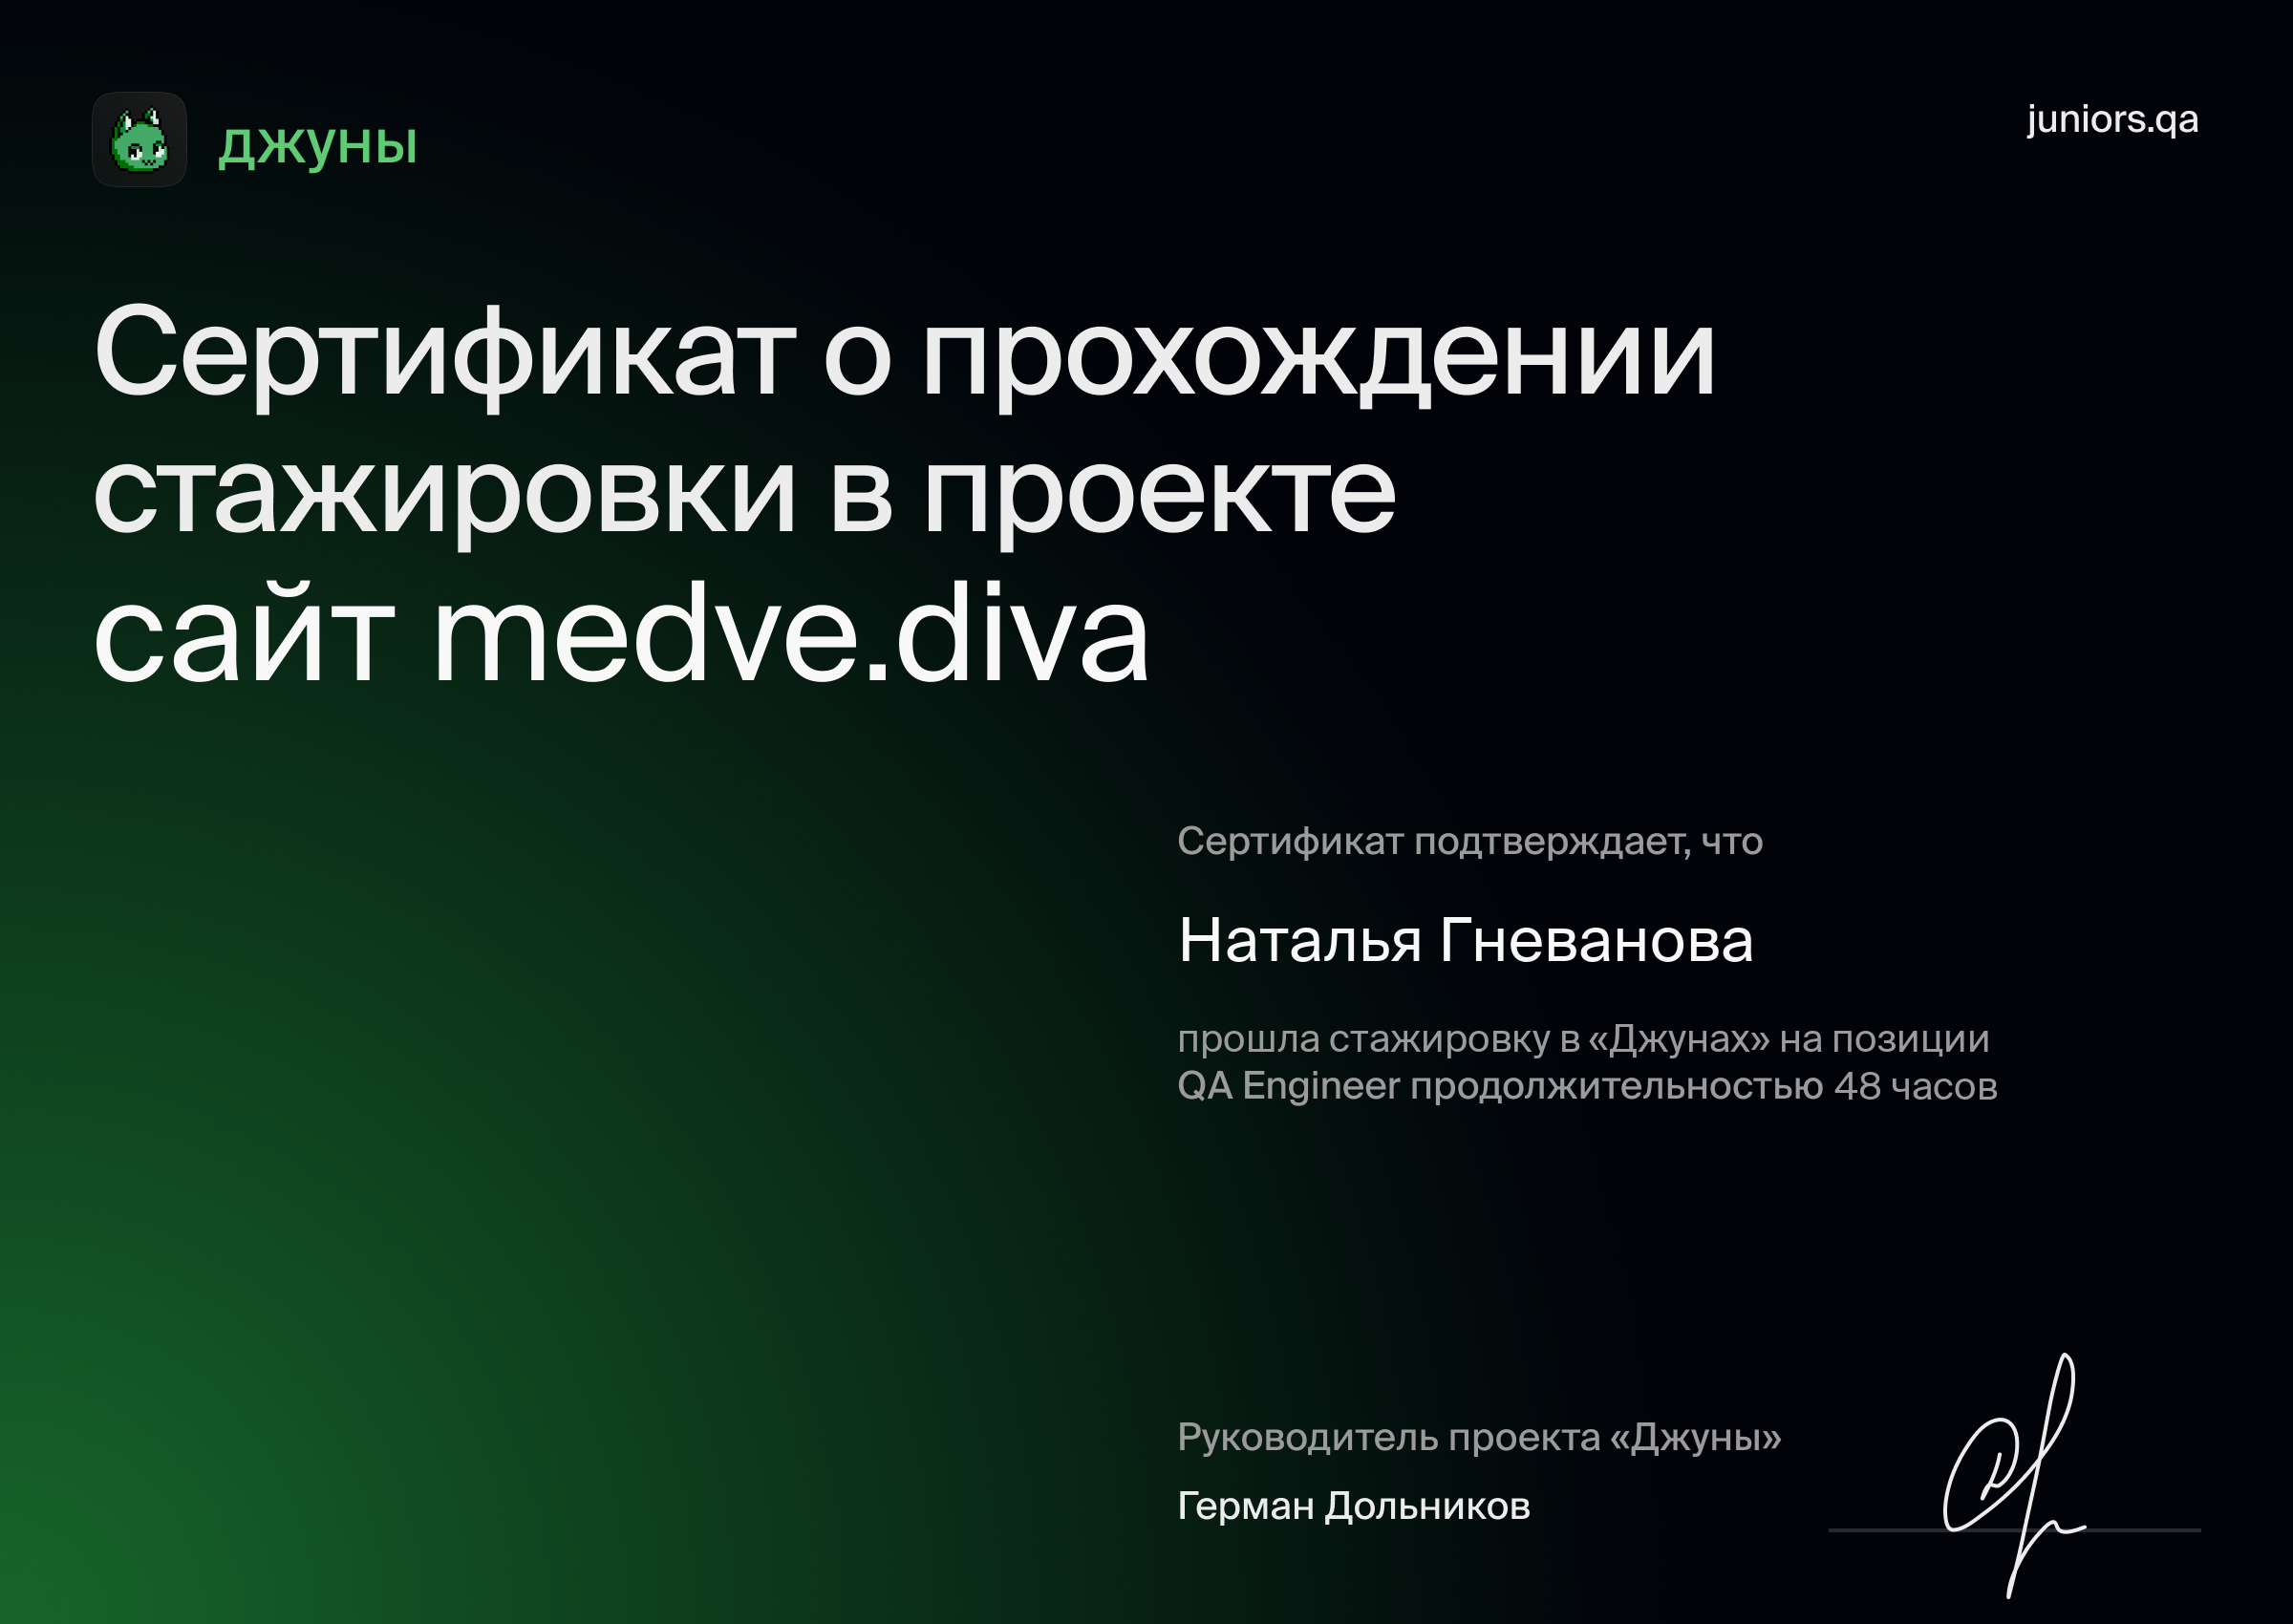 джуны
juniors.qa
Сертификат о прохождении
стажировки в проекте
сайт medve.diva
Сертификат подтверждает, что
Наталья Гневанова
прошла стажировку в «Джунах» на позиции
QA Engineer продолжительностью 48 часов
Руководитель проекта «Джуны»
Герман Дольников